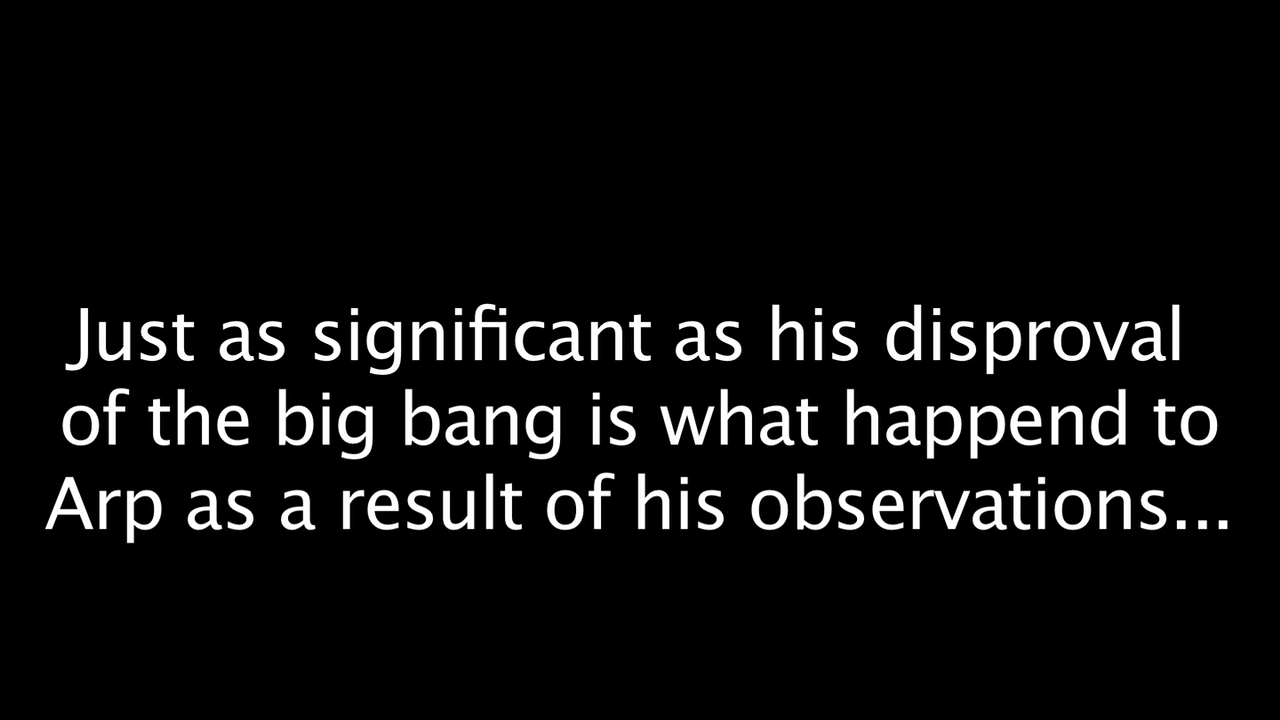 Just as significant as his disproval
of the big bang is what happend to
Arp as a result of his observations...